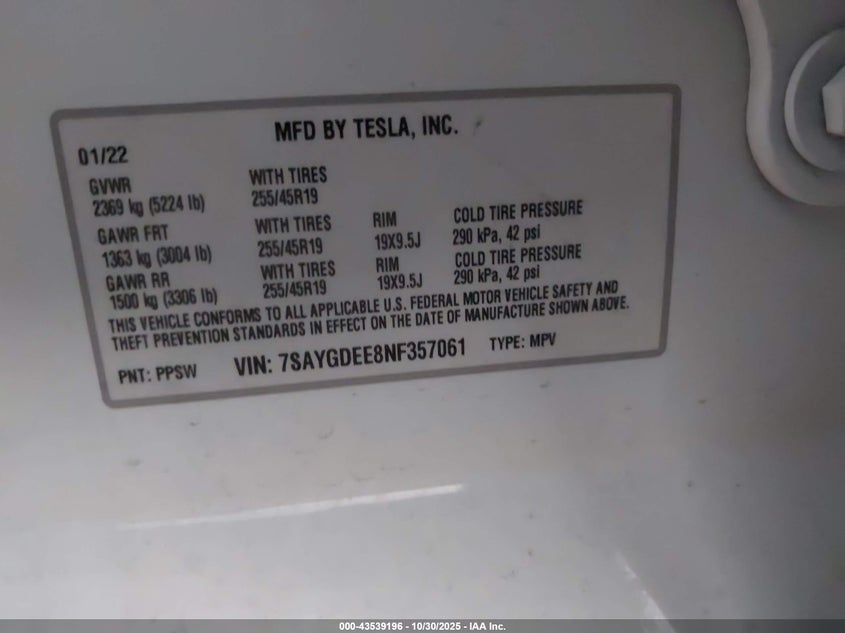 MFD BY TESLA, INC.
01/22
GVWR WITH TIRES
2369 kg (5224 lb) 255/45R19
GAWR FRT WITH TIRES RIM COLD TIRE PRESSURE
1363 kg (3004 lb) 255/45R19 19X9.5J 290 kPa, 42 psi
GAWR RR WITH TIRES RIM COLD TIRE PRESSURE
1500 kg (3306 lb) 255/45R19 19X9.5J 290 kPa, 42 psi
THIS VEHICLE CONFORMS TO ALL APPLICABLE U.S. FEDERAL MOTOR VEHICLE SAFETY AND
THEFT PREVENTION STANDARDS IN EFFECT ON THE DATE OF MANUFACTURE SHOWN ABOVE.
PNT: PPSW VIN: 7SAYGDEE8NF357061 TYPE: MPV
000-43539196 - 10/30/2025 - IAA Inc.